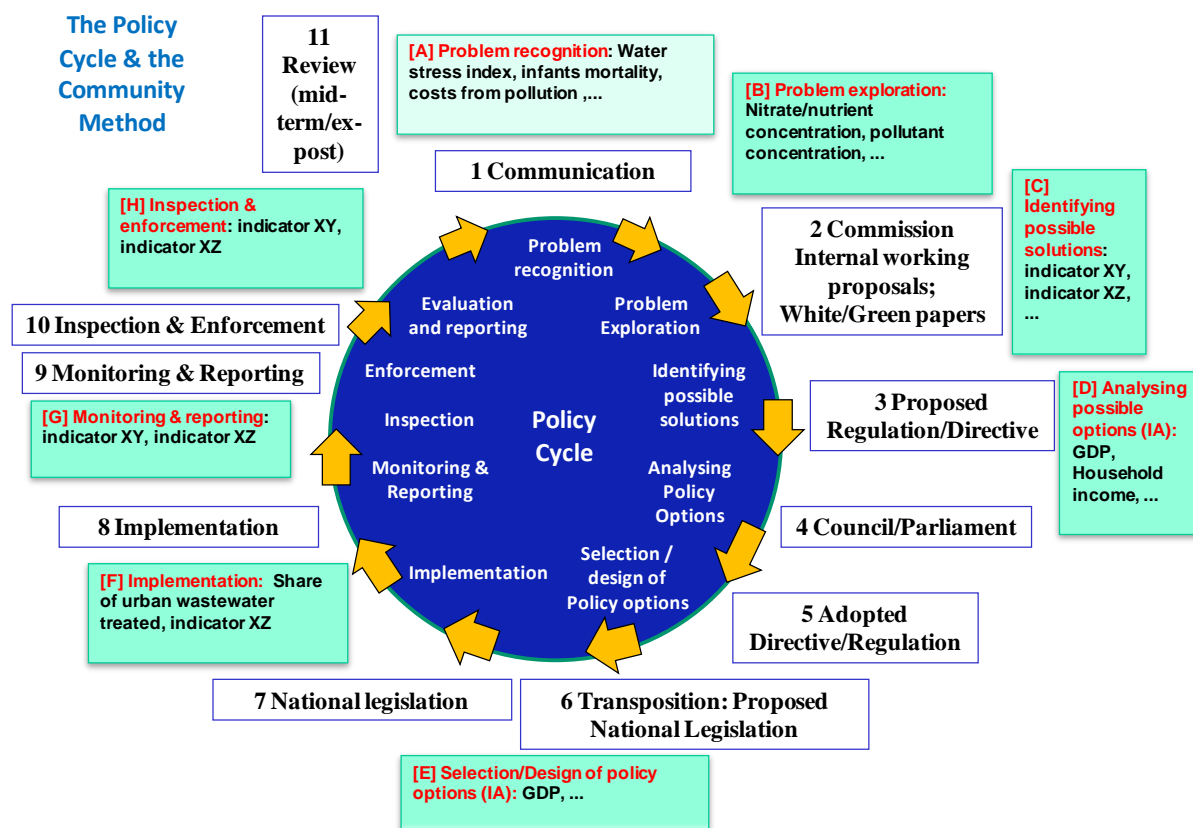 The Policy
Cycle & the
Community
Method
11
Review
(mid-
term/ex-
post)
[A] Problem recognition: Water
stress index, infants mortality,
costs from pollution ,...
[B] Problem exploration:
Nitrate/nutrient
concentration, pollutant
concentration, ...
1 Communication
[C]
Identifying
possible
solutions:
indicator XY,
indicator XZ,
...
[H] Inspection &
enforcement: indicator XY,
indicator XZ
2 Commission
Internal working
proposals;
White/Green papers
Problem
recognition
Evaluation
and reporting
Problem
Exploration
10 Inspection & Enforcement
9 Monitoring & Reporting
Enforcement
Identifying
possible
solutions
3 Proposed
Regulation/Directive
[D] Analysing
possible
options (IA):
GDP,
Household
income, ...
[G] Monitoring & reporting:
indicator XY, indicator XZ
Inspection
Policy
Cycle
Monitoring &
Reporting
Analysing
Policy
Options
8 Implementation
4 Council/Parliament
[F] Implementation: Share
of urban wastewater
treated, indicator XZ
Implementation
Selection /
design of
Policy options
5 Adopted
Directive/Regulation
7 National legislation
6 Transposition: Proposed
National Legislation
[E] Selection/Design of policy
options (IA): GDP, ...